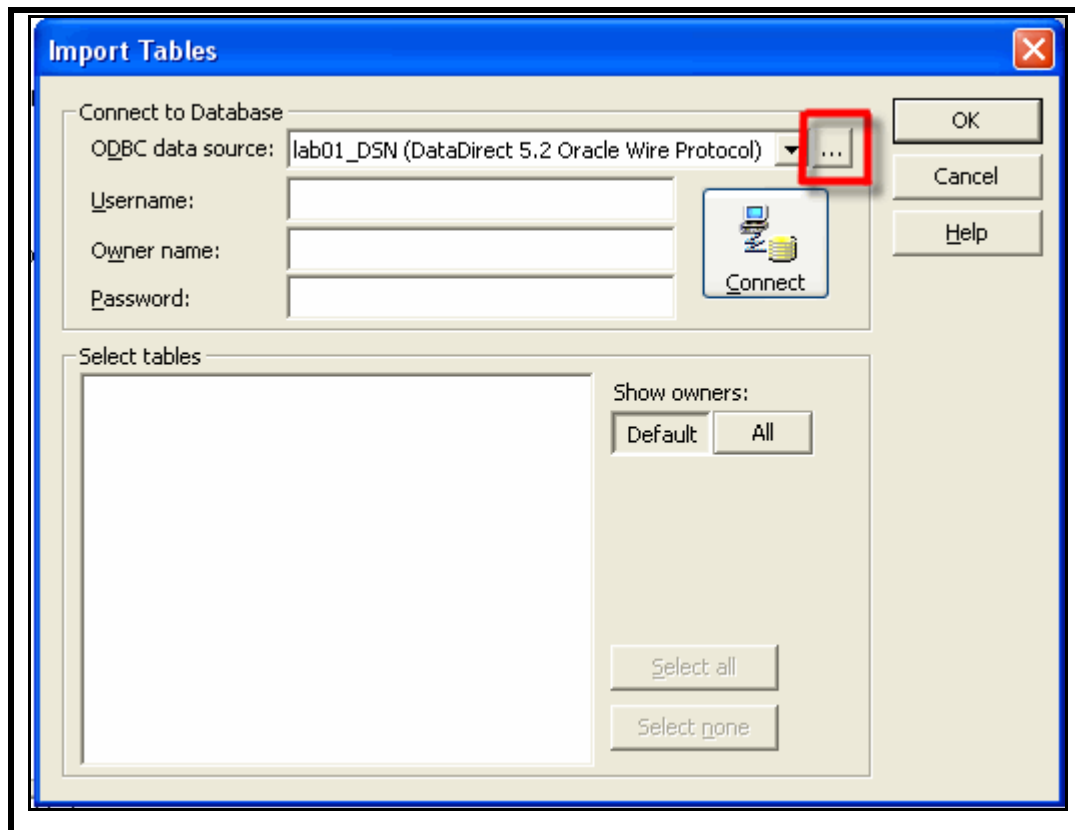 Import Tables
Connect to Database
ODBC data source: lab01_DSN (DataDirect 5.2 Oracle Wire Protocol) ...
Username:
Owner name:
Password:
Connect
OK
Cancel
Help
Select tables
Show owners:
Default All
Select all
Select none